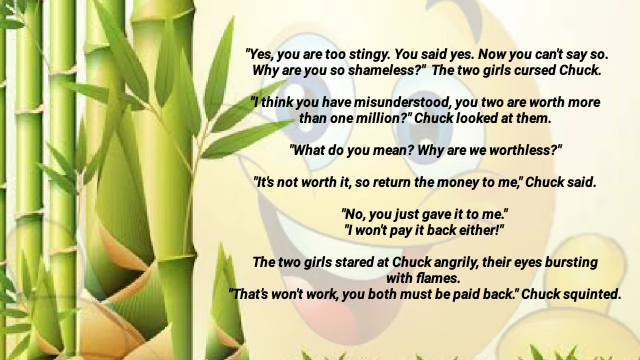 "Yes, you are too stingy. You said yes. Now you can't say so.
Why are you so shameless?" The two girls cursed Chuck.
"I think you have misunderstood, you two are worth more
than one million?" Chuck looked at them.
"What do you mean? Why are we worthless?"
"It's not worth it, so return the money to me," Chuck said.
"No, you just gave it to me."
"I won't pay it back either!"
The two girls stared at Chuck angrily, their eyes bursting
with flames.
"That's won't work, you both must be paid back." Chuck squinted.